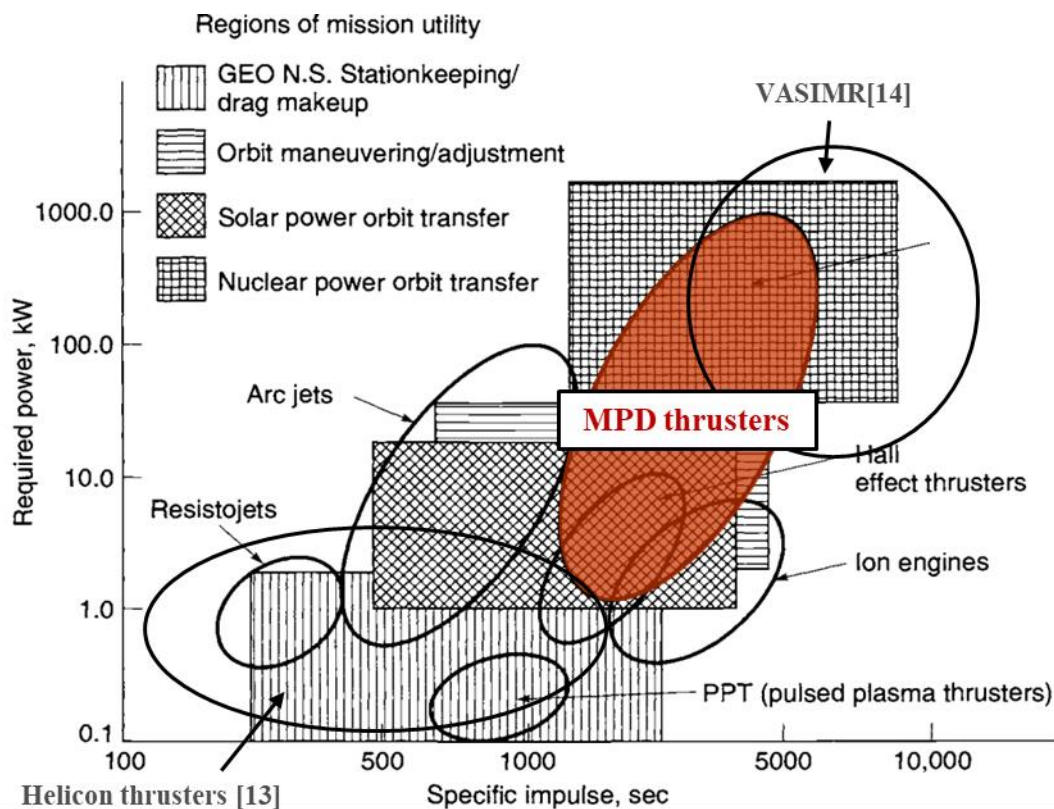 Regions of mission utility
GEO N.S. Stationkeeping/
drag makeup
Orbit maneuvering/adjustment
Solar power orbit transfer
Nuclear power orbit transfer
VASIMR[14]
Required power, kW
1000.0
100.0
10.0
1.0
0.1
Arc jets
MPD thrusters
Hall
effect thrusters
Resistojets
Ion engines
PPT (pulsed plasma thrusters)
100
500
1000
5000
10,000
Helicon thrusters [13]
Specific impulse, sec